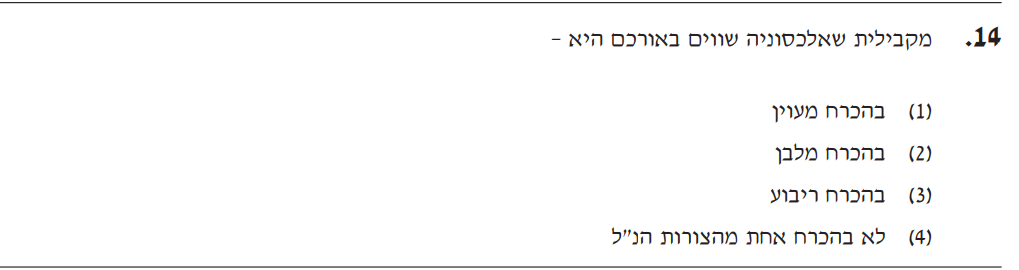 14. מקבילית שאלכסוניה שווים באורכם היא -
(1) בהכרח מעוין
(2) בהכרח מלבן
(3) בהכרח ריבוע
(4) לא בהכרח אחת מהצורות הנ"ל